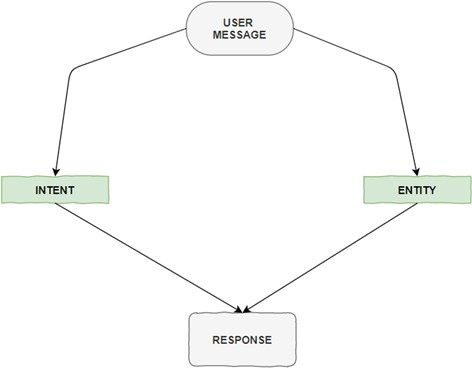 USER
MESSAGE
INTENT
ENTITY
RESPONSE